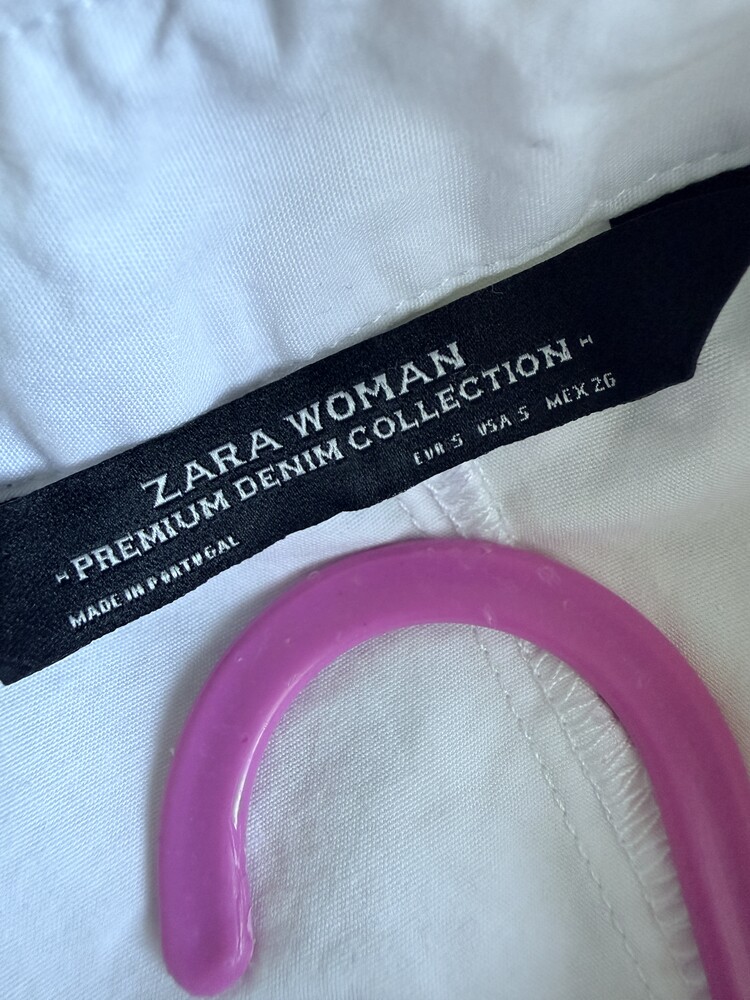 ZARA WOMAN
-PREMIUM DENIM COLLECTION-
MADE IN PORTUGAL
EUR S USA S MEX 26